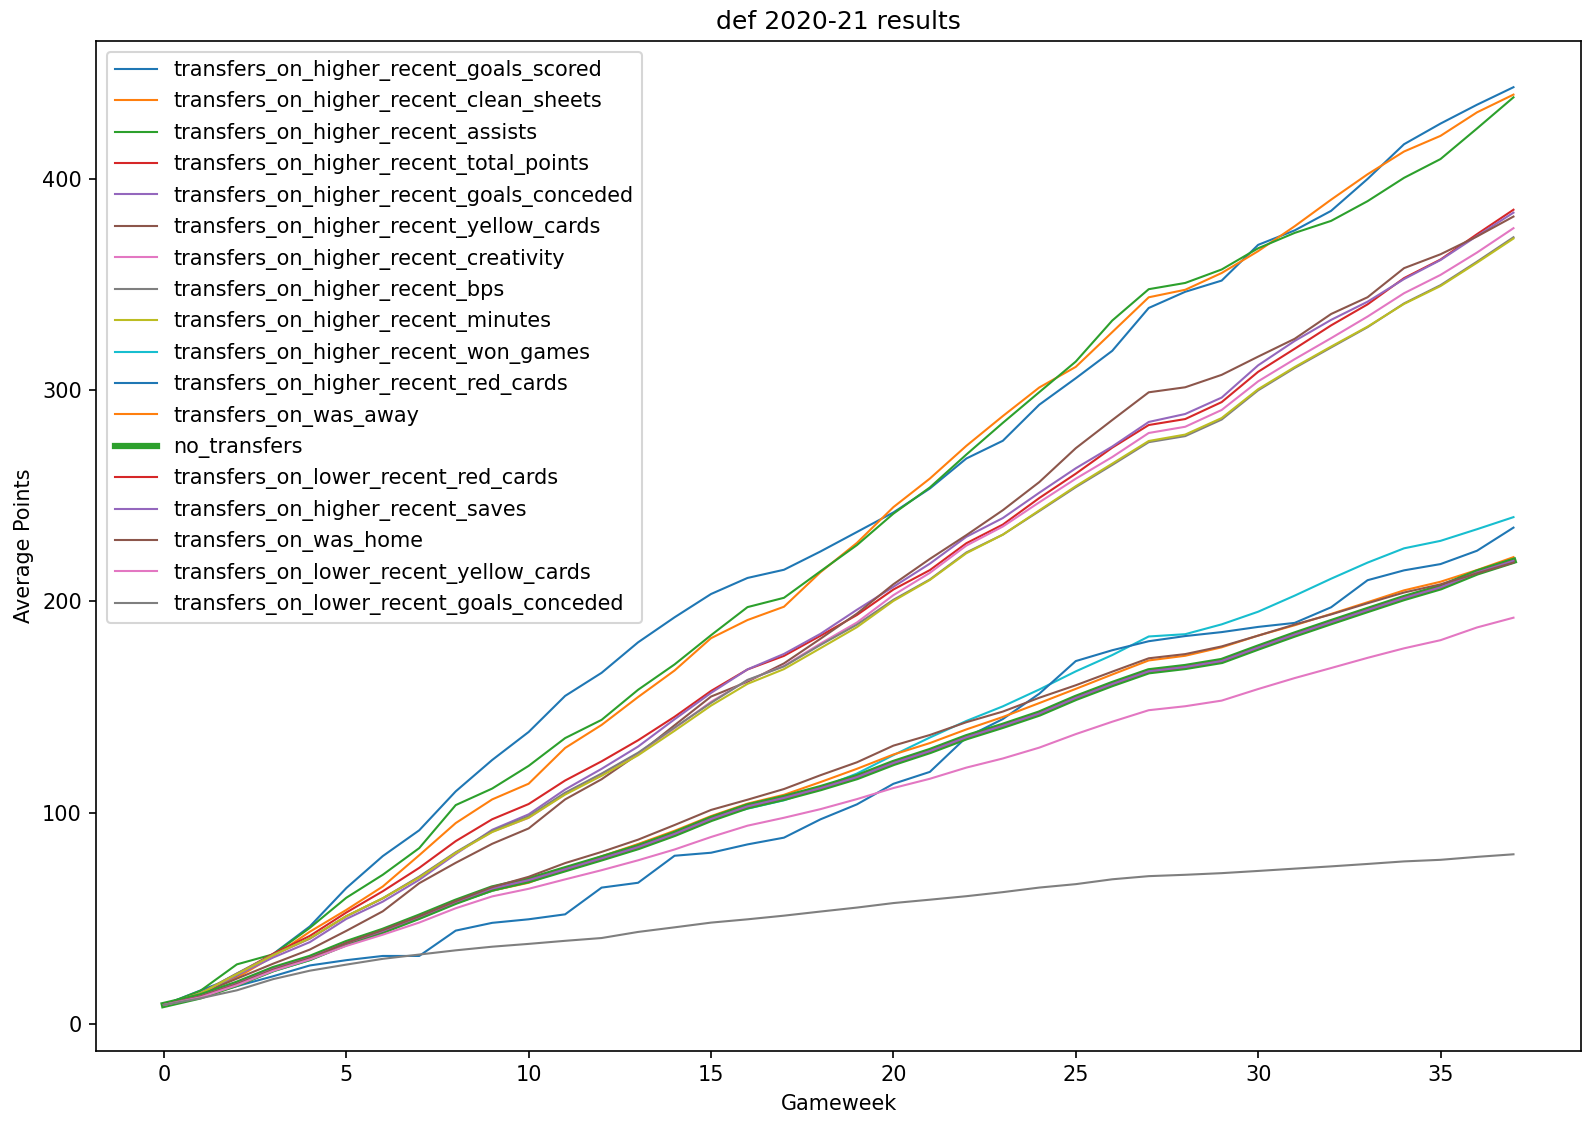 def 2020-21 results
transfers_on_higher_recent_goals_scored
transfers_on_higher_recent_clean_sheets
transfers_on_higher_recent_assists
transfers_on_higher_recent_total_points
transfers_on_higher_recent_goals_conceded
transfers_on_higher_recent_yellow_cards
transfers_on_higher_recent_creativity
transfers_on_higher_recent_bps
transfers_on_higher_recent_minutes
transfers_on_higher_recent_won_games
transfers_on_higher_recent_red_cards
transfers_on_was_away
no_transfers
transfers_on_lower_recent_red_cards
transfers_on_higher_recent_saves
transfers_on_was_home
transfers_on_lower_recent_yellow_cards
transfers_on_lower_recent_goals_conceded
Average Points
400
300
200
100
0
0 5 10 15 20 25 30 35
Gameweek